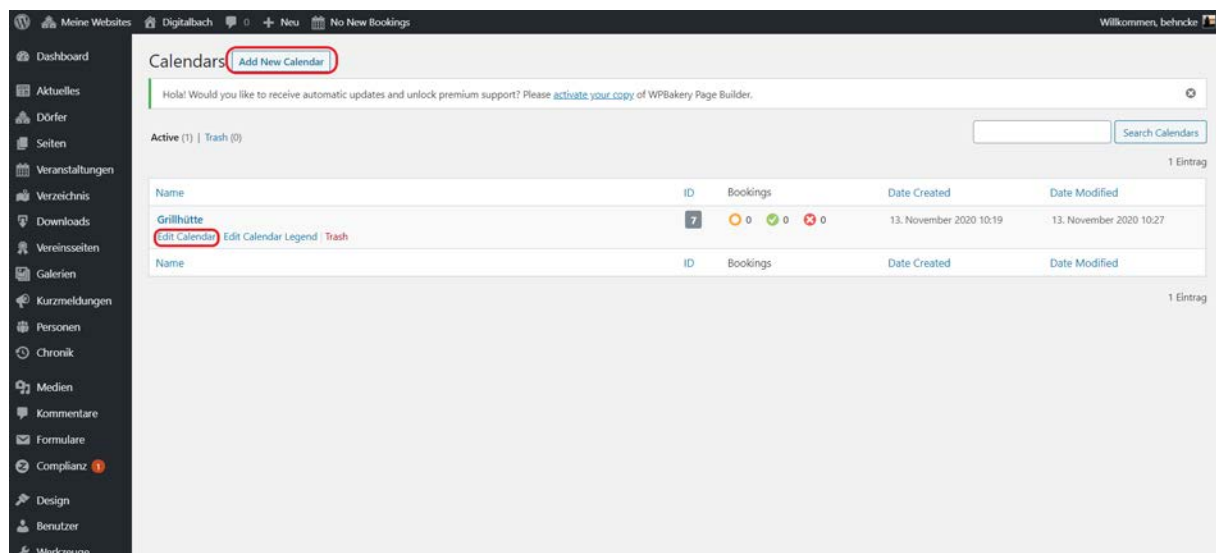 Meine Websites Digitalbach 0 + Neu No New Bookings Willkommen, behncke
Dashboard
Aktuelles
Dörfer
Seiten
Veranstaltungen
Verzeichnis
Downloads
Vereinsseiten
Galerien
Kurzmeldungen
Personen
Chronik
Medien
Kommentare
Formulare
Complianz 1
Design
Benutzer
Werkzeuge
Calendars Add New Calendar
Hola! Would you like to receive automatic updates and unlock premium support? Please activate your copy of WPBakery Page Builder.
Active (1) | Trash (0)
Search Calendars
1 Eintrag
Name ID Bookings Date Created Date Modified
Grillhütte 7 0 0 0 13. November 2020 10:19 13. November 2020 10:27
Edit Calendar | Edit Calendar Legend | Trash
Name ID Bookings Date Created Date Modified
1 Eintrag